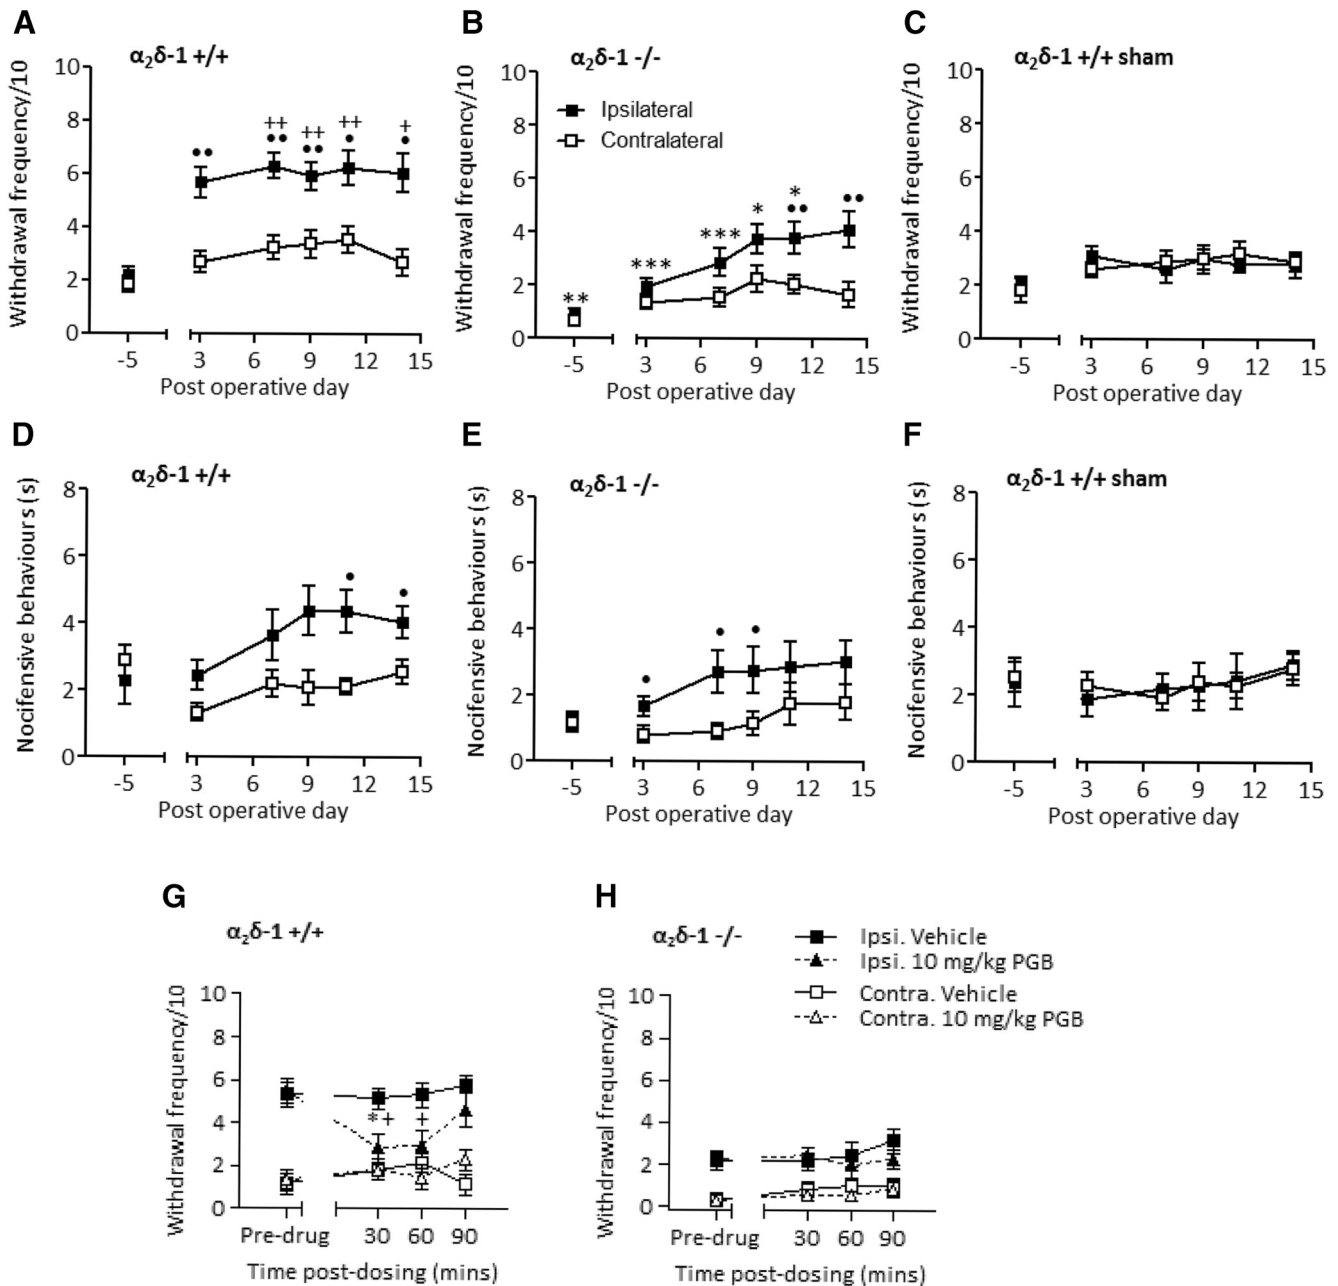 A
α₂δ-1 +/+
Withdrawal frequency/10
10
8
6
4
2
0
•• ++ •• ++ •• ++ • + •
-5 3 6 9 12 15
Post operative day
B
α₂δ-1 -/-
Ipsilateral
Contralateral
Withdrawal frequency/10
10
8
6
4
2
0
** *** *** * * •• ••
-5 3 6 9 12 15
Post operative day
C
α₂δ-1 +/+ sham
Withdrawal frequency/10
10
8
6
4
2
0
-5 3 6 9 12 15
Post operative day
D
α₂δ-1 +/+
Nocifensive behaviours (s)
8
6
4
2
0
• •
-5 3 6 9 12 15
Post operative day
E
α₂δ-1 -/-
Nocifensive behaviours (s)
8
6
4
2
0
• • •
-5 3 6 9 12 15
Post operative day
F
α₂δ-1 +/+ sham
Nocifensive behaviours (s)
8
6
4
2
0
-5 3 6 9 12 15
Post operative day
G
α₂δ-1 +/+
Withdrawal frequency/10
10
8
6
4
2
0
*+ +
Pre-drug 30 60 90
Time post-dosing (mins)
H
α₂δ-1 -/-
Ipsi. Vehicle
Ipsi. 10 mg/kg PGB
Contra. Vehicle
Contra. 10 mg/kg PGB
Withdrawal frequency/10
10
8
6
4
2
0
Pre-drug 30 60 90
Time post-dosing (mins)